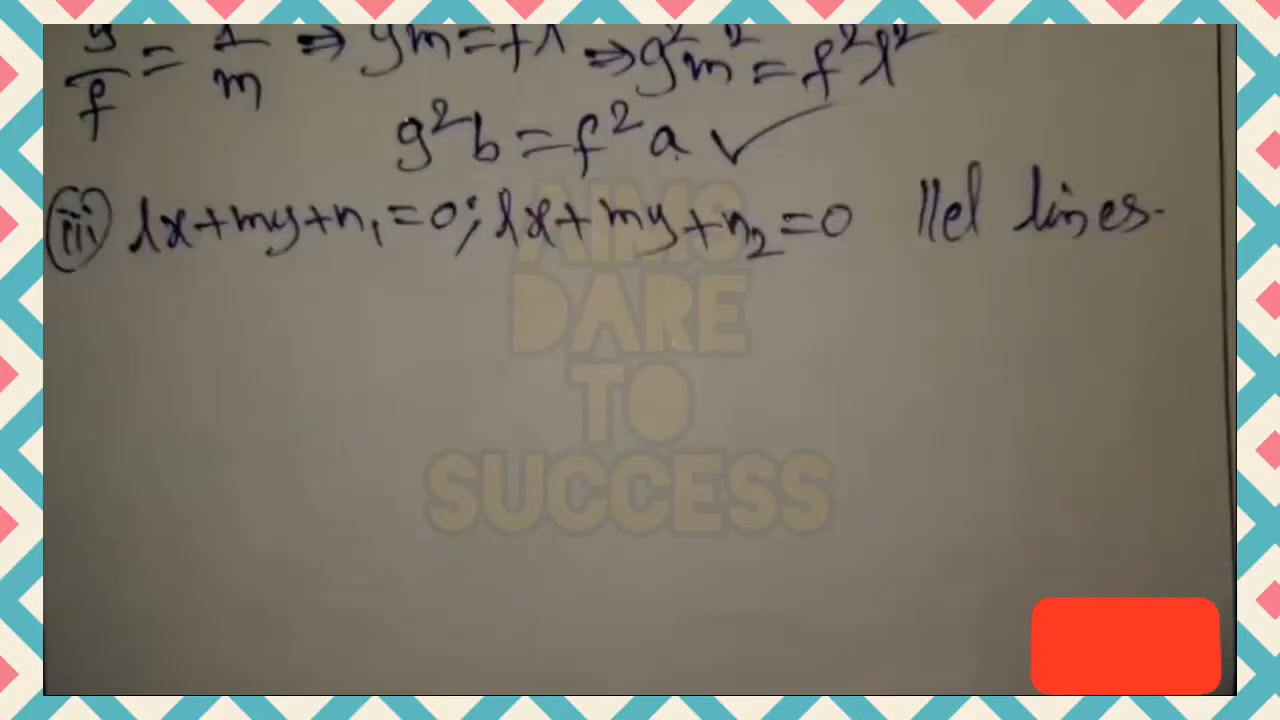 g/f = l/m ⇒ gm = fl ⇒ g²m² = f²l²
g²b = f²a ✓
(iii) lx+my+n₁=0; lx+my+n₂=0 llel lines.
AIMS
DARE
TO
SUCCESS